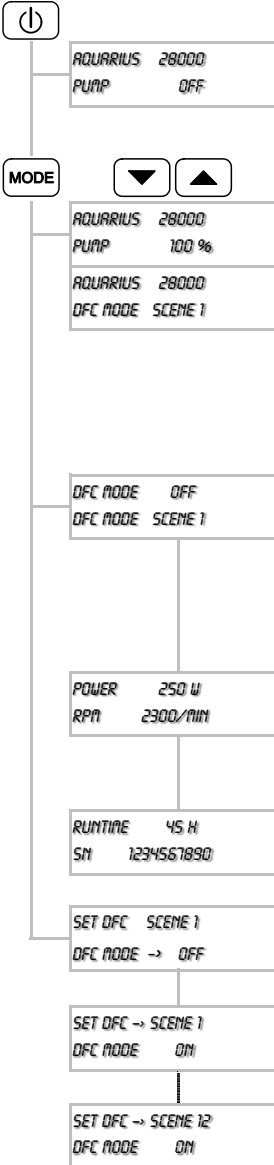 AQUARIUS 28000
PUMP OFF
MODE
AQUARIUS 28000
PUMP 100 %
AQUARIUS 28000
DFC MODE SCENE 1
DFC MODE OFF
DFC MODE SCENE 1
POWER 250 W
RPM 2300/MIN
RUNTIME 45 H
SN 1234567890
SET DFC SCENE 1
DFC MODE -> OFF
SET DFC -> SCENE 1
DFC MODE ON
SET DFC -> SCENE 12
DFC MODE ON